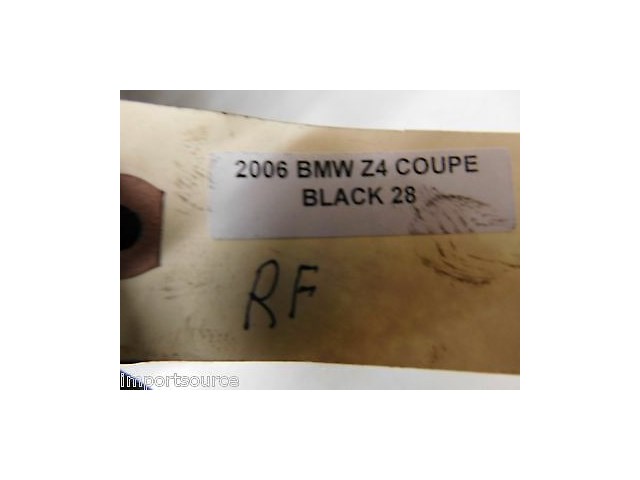 2006 BMW Z4 COUPE
BLACK 28
RF
importsource